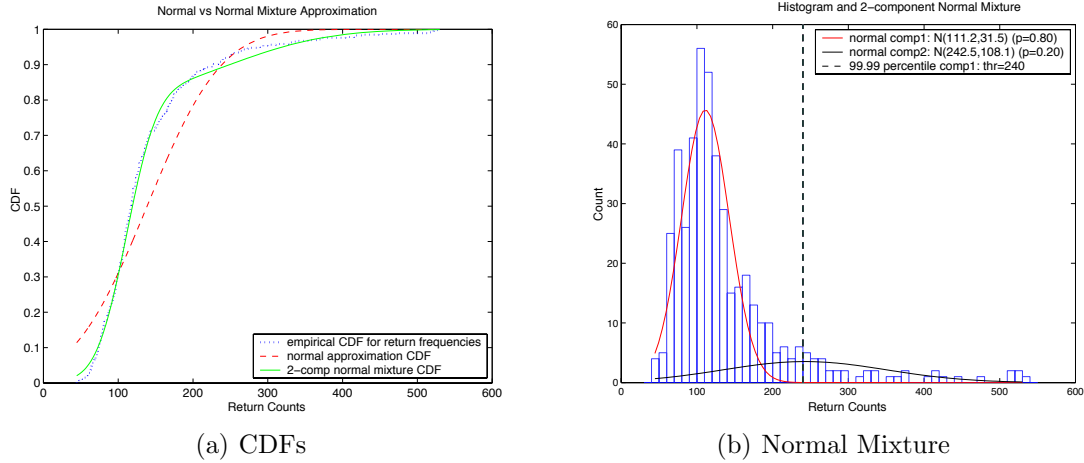 Normal vs Normal Mixture Approximation
1
0.9
0.8
0.7
0.6
0.5
0.4
0.3
0.2
0.1
0
CDF
empirical CDF for return frequencies
normal approximation CDF
2-comp normal mixture CDF
0 100 200 300 400 500 600
Return Counts
(a) CDFs
Histogram and 2-component Normal Mixture
60
50
40
30
20
10
0
Count
normal comp1: N(111.2,31.5) (p=0.80)
normal comp2: N(242.5,108.1) (p=0.20)
99.99 percentile comp1: thr=240
0 100 200 300 400 500 600
Return Counts
(b) Normal Mixture